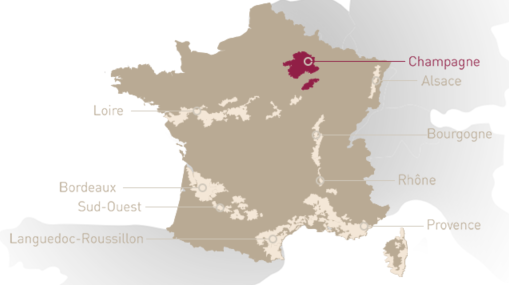 Champagne
Alsace
Loire
Bourgogne
Rhône
Bordeaux
Sud-Ouest
Provence
Languedoc-Roussillon